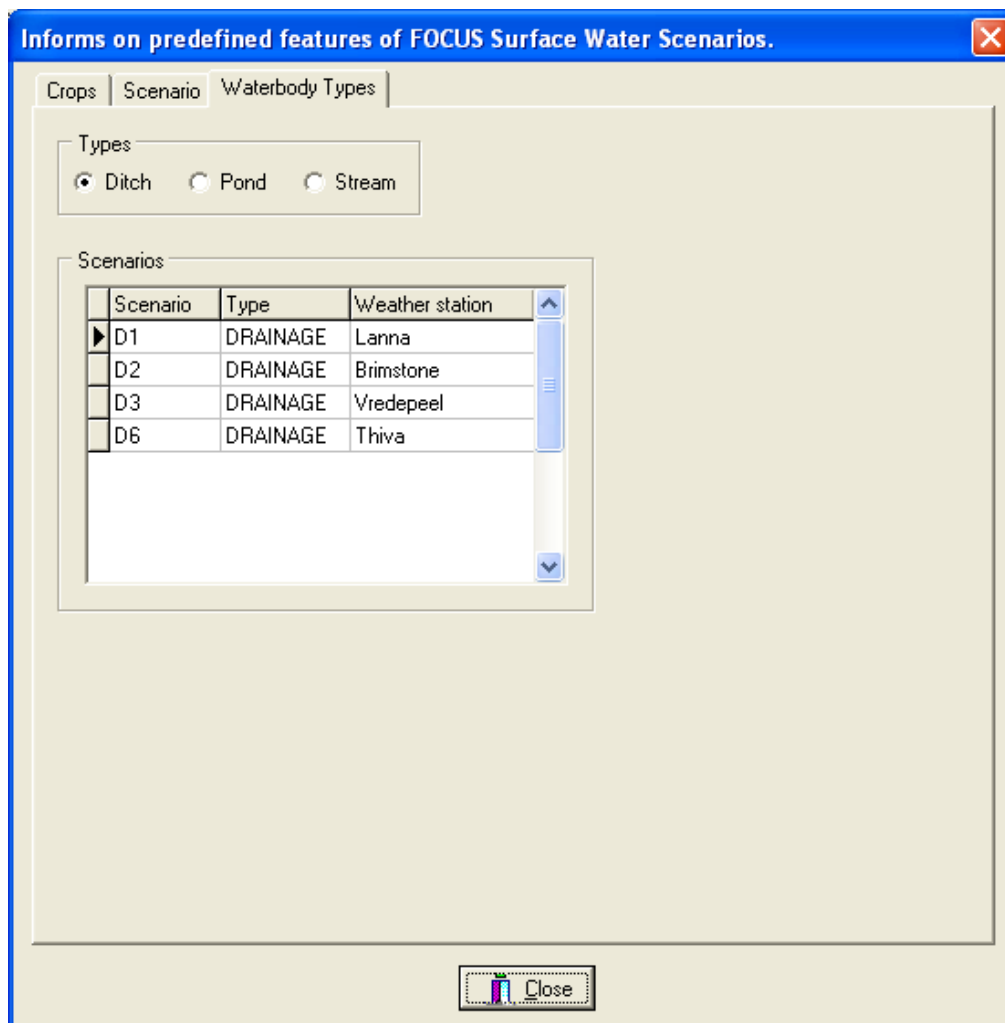 Informs on predefined features of FOCUS Surface Water Scenarios.
Crops Scenario Waterbody Types
Types
Ditch Pond Stream
Scenarios
Scenario Type Weather station
D1 DRAINAGE Lanna
D2 DRAINAGE Brimstone
D3 DRAINAGE Vredepeel
D6 DRAINAGE Thiva
Close